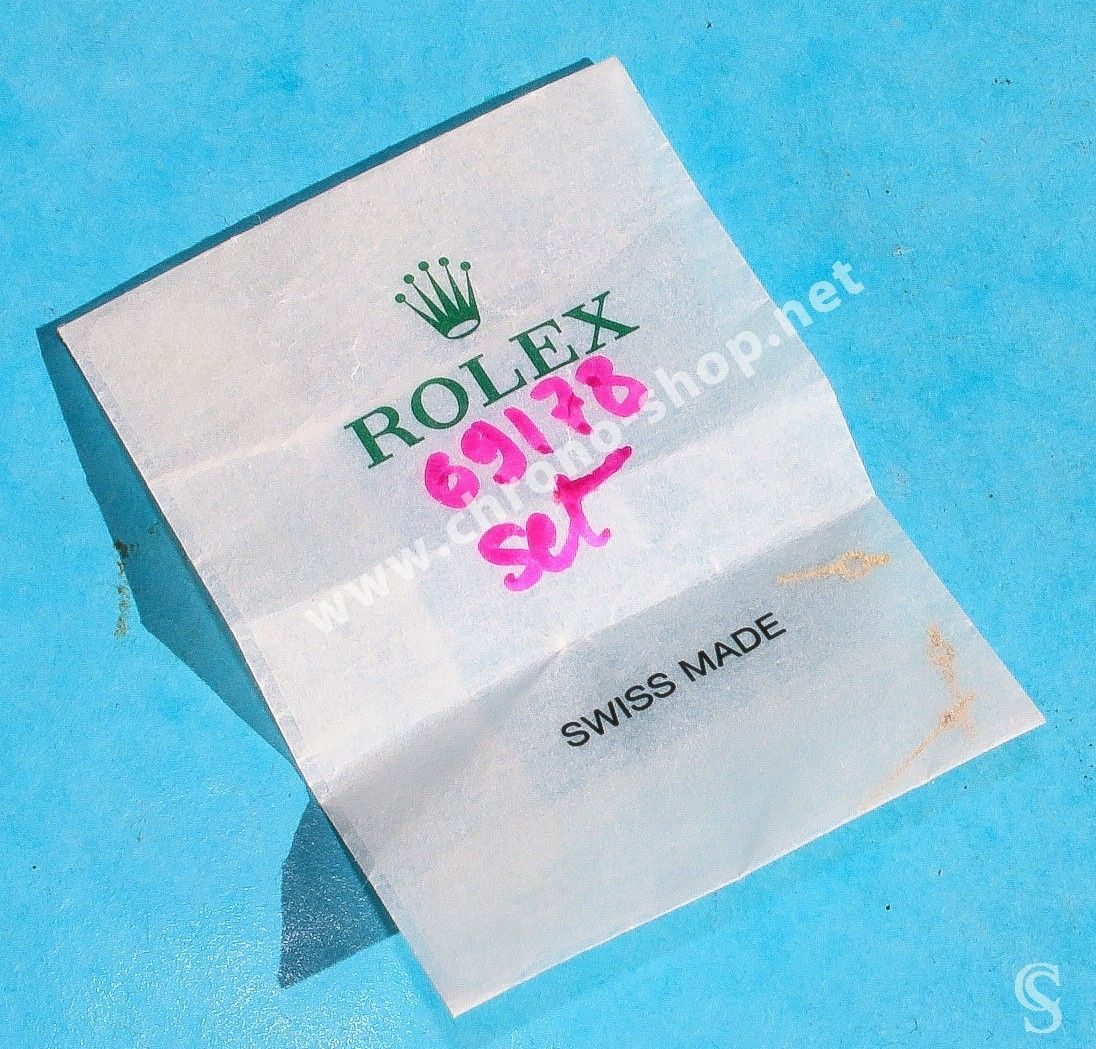 ROLEX
69178
set
www.chrono-shop.net
SWISS MADE